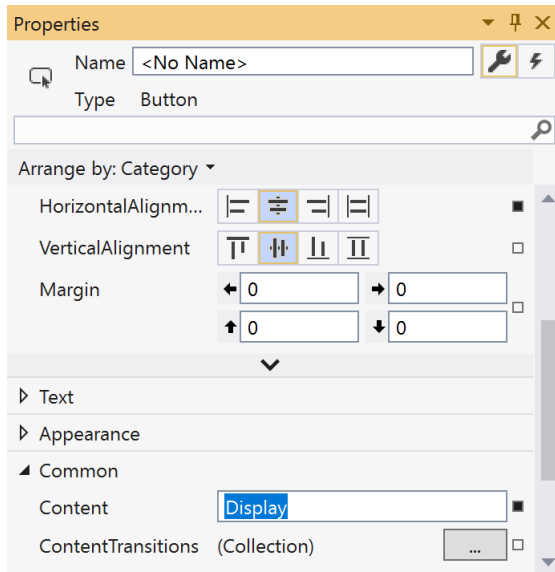 Properties
Name <No Name>
Type Button
Arrange by: Category
HorizontalAlignm...
VerticalAlignment
Margin 0 0
0 0
Text
Appearance
Common
Content Display
ContentTransitions (Collection) ...